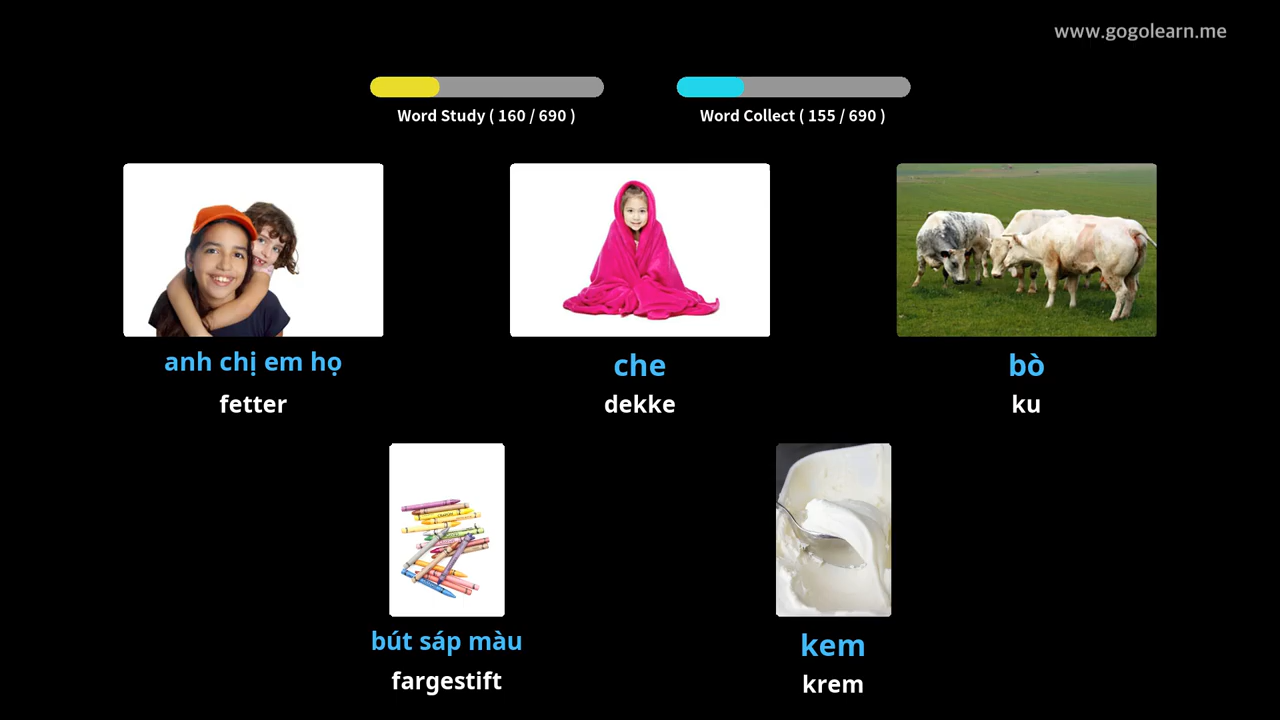 www.gogolearn.me
Word Study ( 160 / 690 )
Word Collect ( 155 / 690 )
anh chị em họ
fetter
che
dekke
bò
ku
bút sáp màu
fargestift
kem
krem